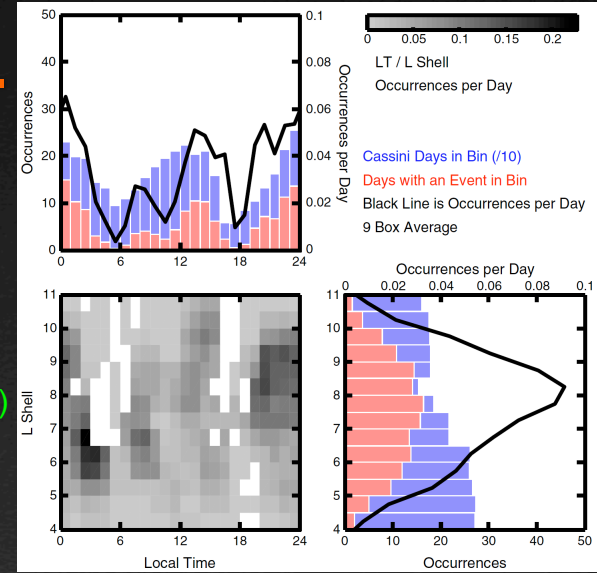 50
40
30
20
10
0
Occurrences
0.1
0.08
0.06
0.04
0.02
0
Occurrences per Day
0 6 12 18 24
0 0.05 0.1 0.15 0.2
LT / L Shell
Occurrences per Day
Cassini Days in Bin (/10)
Days with an Event in Bin
Black Line is Occurrences per Day
9 Box Average
11
10
9
8
7
6
5
4
L Shell
0 6 12 18 24
Local Time
Occurrences per Day
0 0.02 0.04 0.06 0.08 0.1
11
10
9
8
7
6
5
4
0 10 20 30 40 50
Occurrences
)